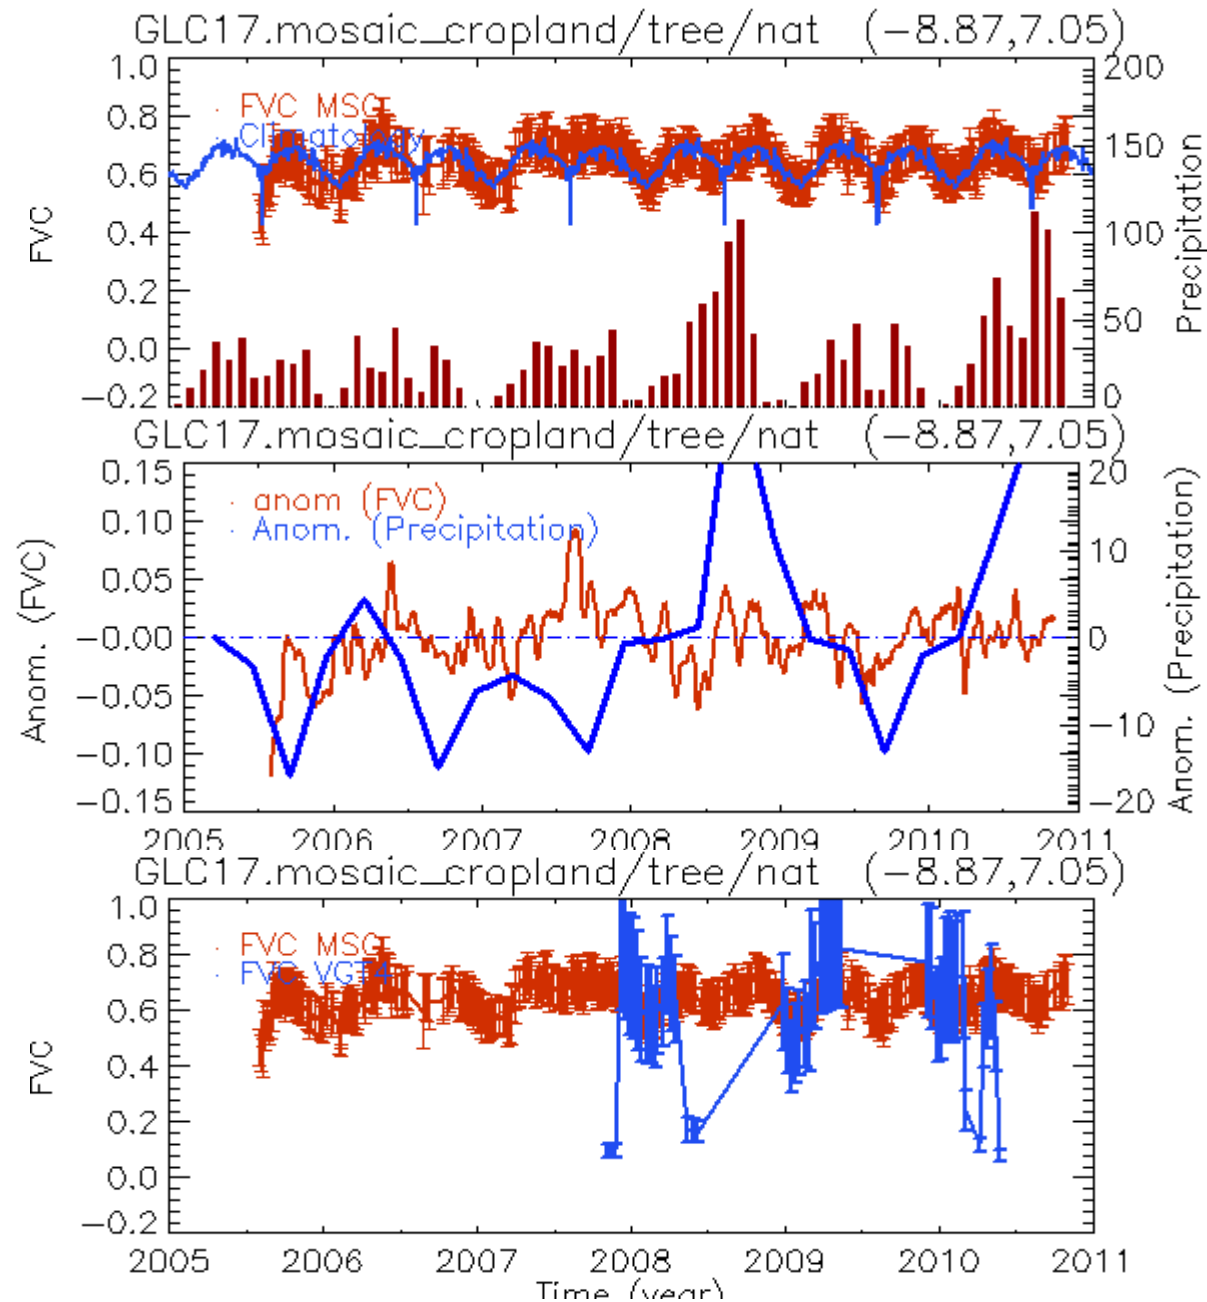 GLC17.mosaic_cropland/tree/nat (−8.87,7.05)
1.0 200
FVC MSG
0.8
Climatology
150
0.6
FVC Precipitation
0.4 100
0.2
50
0.0
−0.2 0
GLC17.mosaic_cropland/tree/nat (−8.87,7.05)
0.15 20
anom (FVC)
0.10
Anom. (Precipitation)
10
0.05
Anom. (FVC) Anom. (Precipitation)
−0.00 0
−0.05
−10
−0.10
−0.15 −20
2005 2006 2007 2008 2009 2010 2011
GLC17.mosaic_cropland/tree/nat (−8.87,7.05)
1.0
FVC MSG
0.8
FVC VGT4
0.6
FVC
0.4
0.2
0.0
−0.2
2005 2006 2007 2008 2009 2010 2011
Time (year)